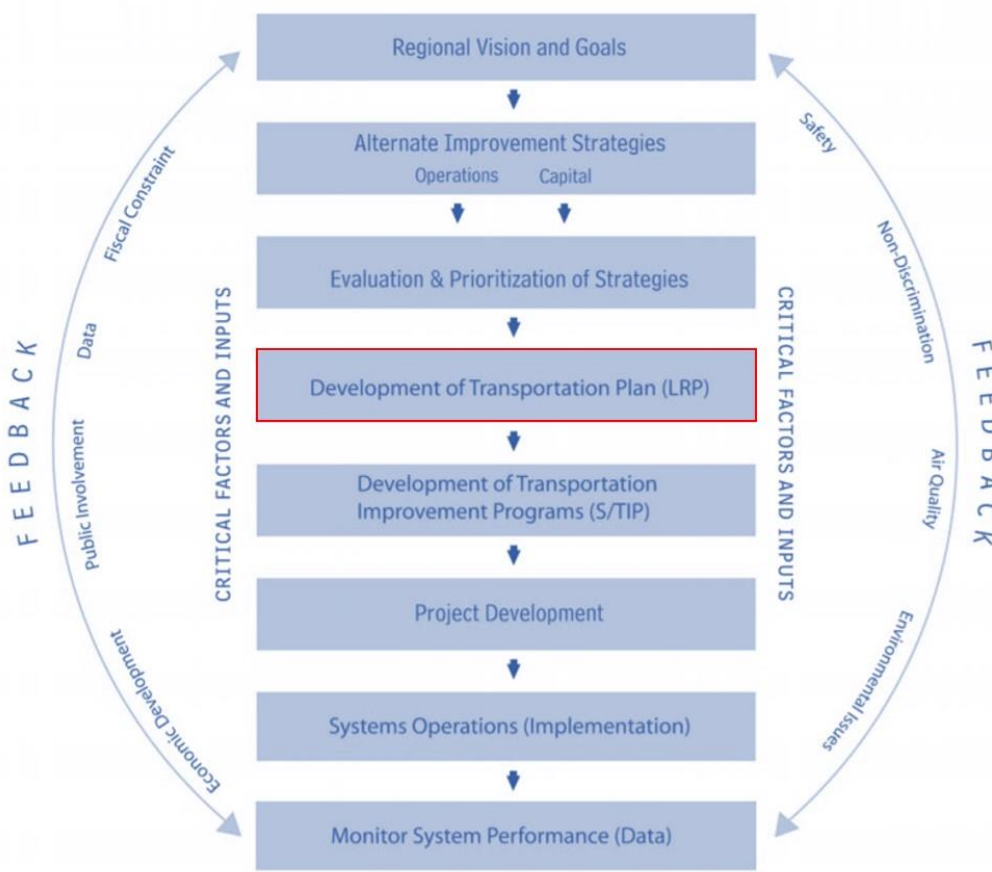 Regional Vision and Goals
Alternate Improvement Strategies
Operations Capital
Evaluation & Prioritization of Strategies
Development of Transportation Plan (LRP)
Development of Transportation
Improvement Programs (S/TIP)
Project Development
Systems Operations (Implementation)
Monitor System Performance (Data)
FEEDBACK
Fiscal Constraint
Data
Public Involvement
Economic Development
CRITICAL FACTORS AND INPUTS
CRITICAL FACTORS AND INPUTS
Safety
Non-Discrimination
Air Quality
Environmental Issues
FEEDBACK